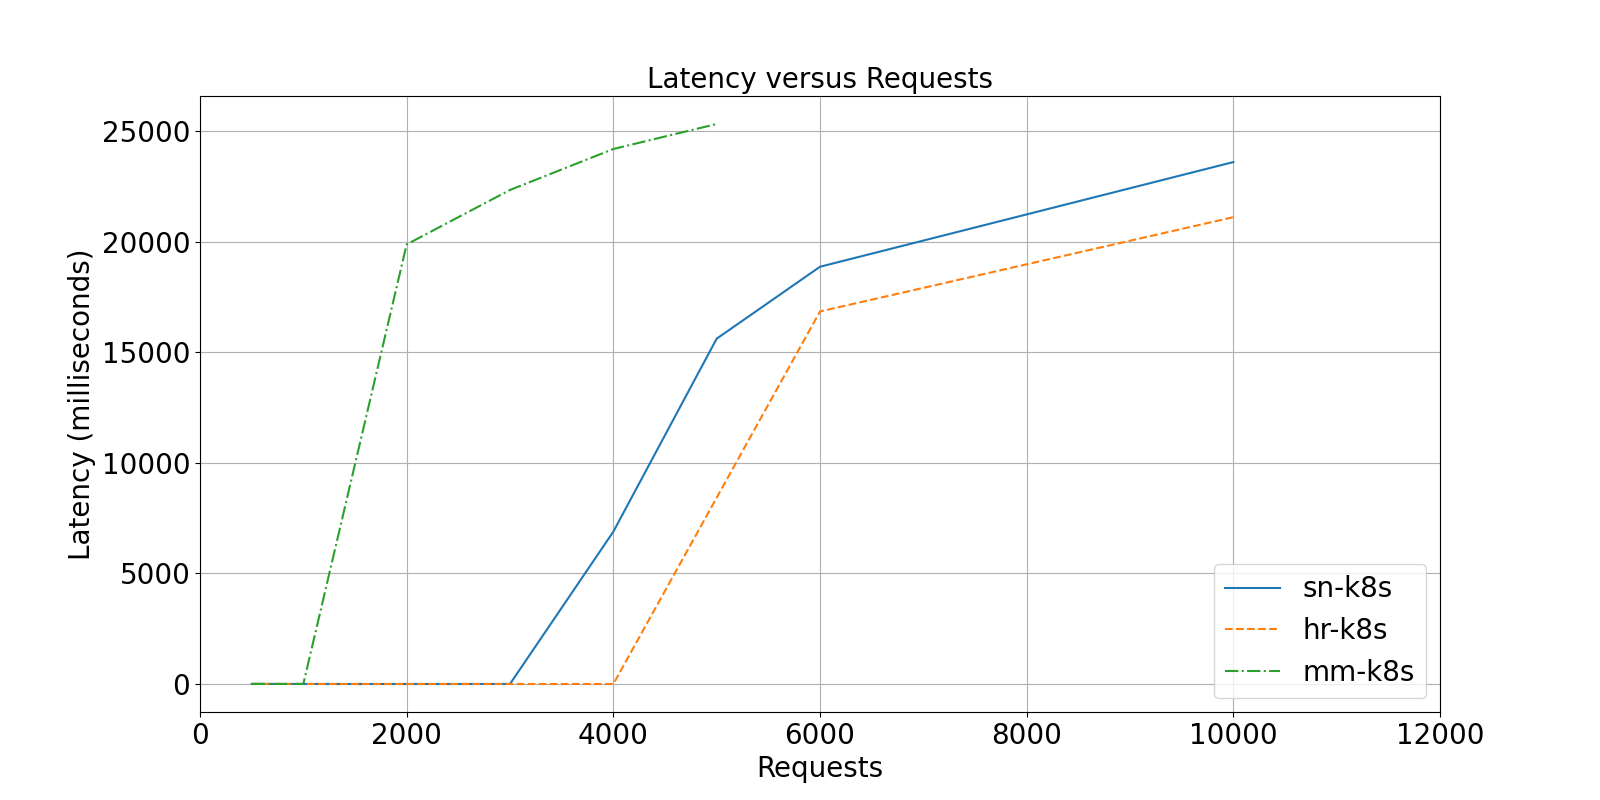 Latency versus Requests
25000
20000
15000
10000
5000
0
Latency (milliseconds)
0 2000 4000 6000 8000 10000 12000
Requests
sn-k8s
hr-k8s
mm-k8s